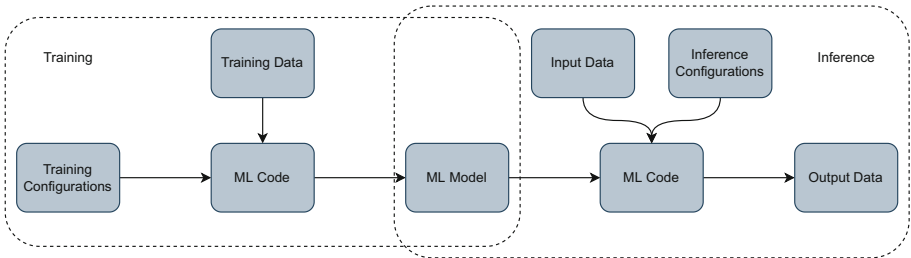 Training
Training Data
Input Data
Inference
Configurations
Inference
Training
Configurations
ML Code
ML Model
ML Code
Output Data